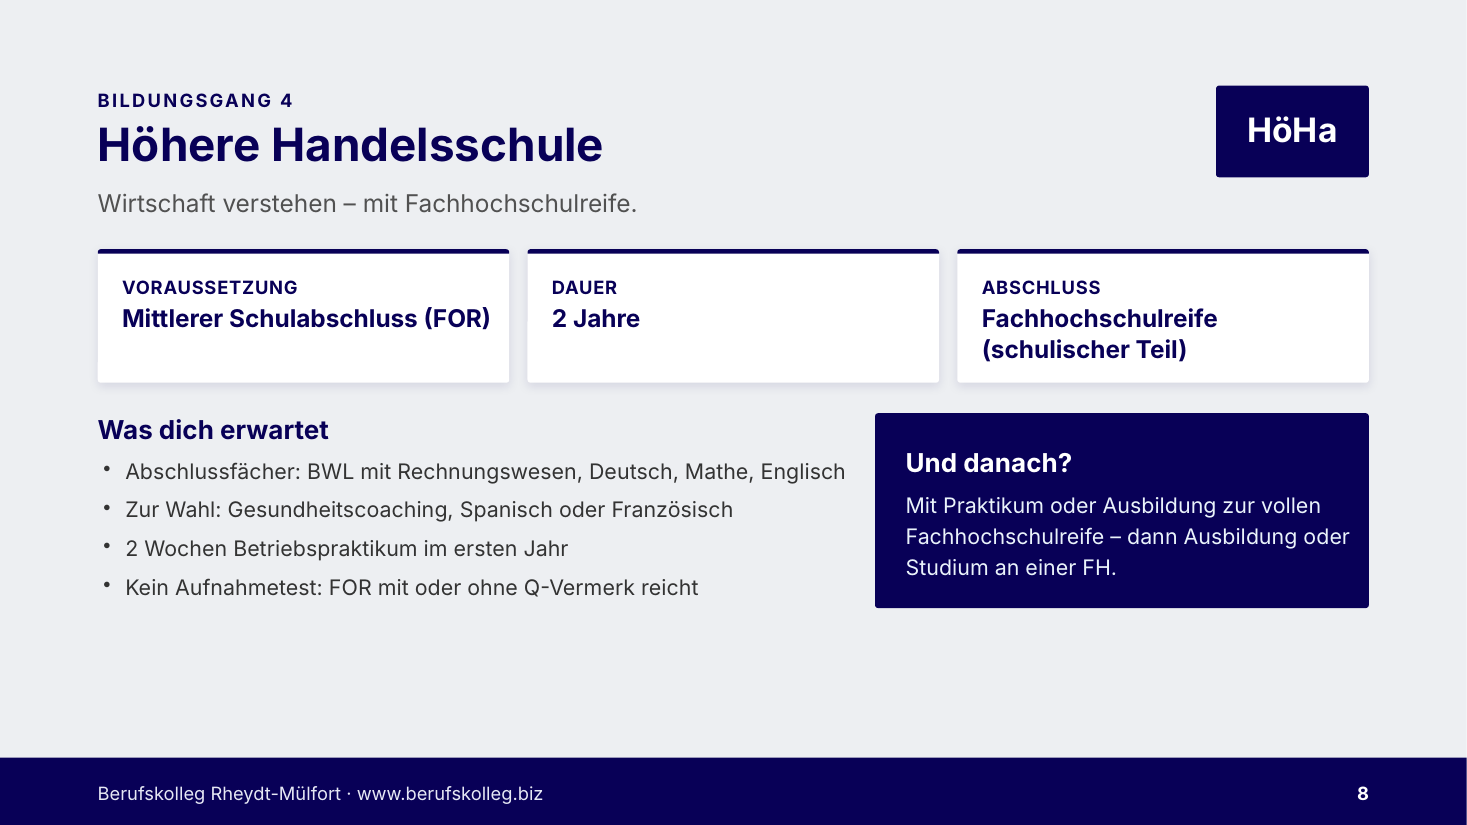 BILDUNGSGANG 4
Höhere Handelsschule
HöHa
Wirtschaft verstehen – mit Fachhochschulreife.
VORAUSSETZUNG
Mittlerer Schulabschluss (FOR)
DAUER
2 Jahre
ABSCHLUSS
Fachhochschulreife
(schulischer Teil)
Was dich erwartet
• Abschlussfächer: BWL mit Rechnungswesen, Deutsch, Mathe, Englisch
• Zur Wahl: Gesundheitscoaching, Spanisch oder Französisch
• 2 Wochen Betriebspraktikum im ersten Jahr
• Kein Aufnahmetest: FOR mit oder ohne Q-Vermerk reicht
Und danach?
Mit Praktikum oder Ausbildung zur vollen
Fachhochschulreife – dann Ausbildung oder
Studium an einer FH.
Berufskolleg Rheydt-Mülfort · www.berufskolleg.biz
8